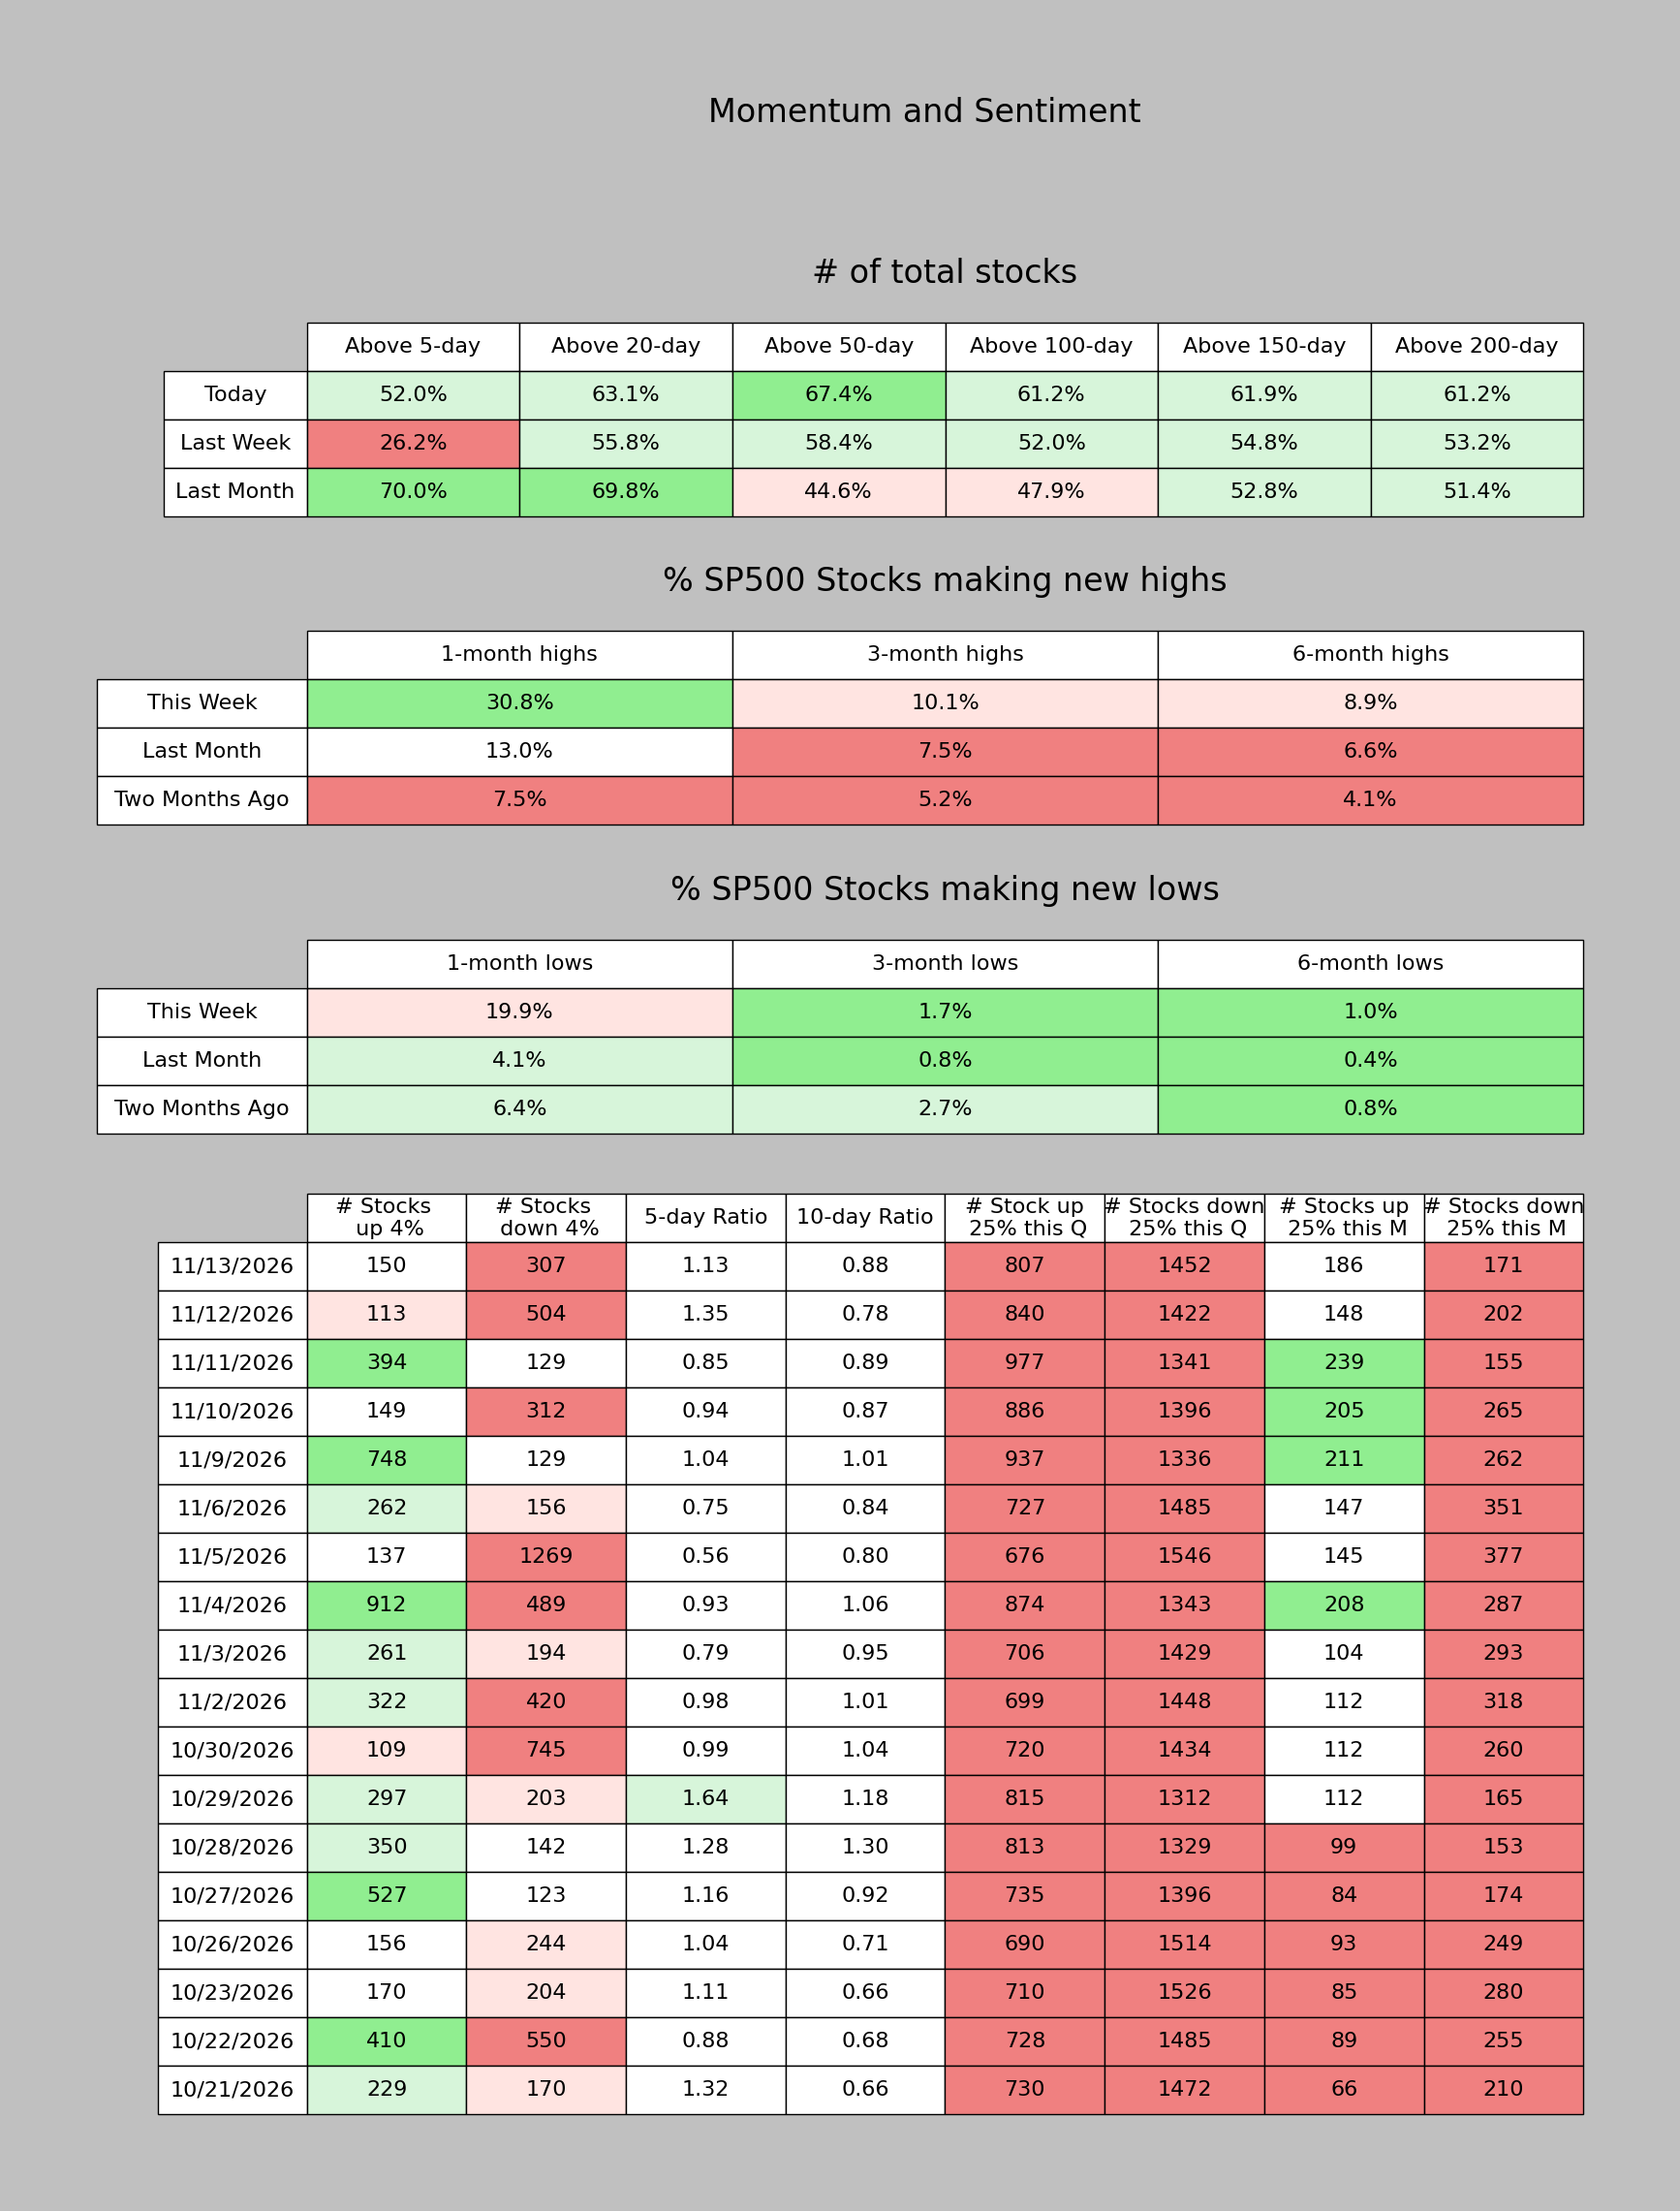 Momentum and Sentiment
# of total stocks
Above 5-day Above 20-day Above 50-day Above 100-day Above 150-day Above 200-day
Today 52.0% 63.1% 67.4% 61.2% 61.9% 61.2%
Last Week 26.2% 55.8% 58.4% 52.0% 54.8% 53.2%
Last Month 70.0% 69.8% 44.6% 47.9% 52.8% 51.4%
% SP500 Stocks making new highs
1-month highs 3-month highs 6-month highs
This Week 30.8% 10.1% 8.9%
Last Month 13.0% 7.5% 6.6%
Two Months Ago 7.5% 5.2% 4.1%
% SP500 Stocks making new lows
1-month lows 3-month lows 6-month lows
This Week 19.9% 1.7% 1.0%
Last Month 4.1% 0.8% 0.4%
Two Months Ago 6.4% 2.7% 0.8%
# Stocks # Stocks 5-day Ratio 10-day Ratio # Stock up # Stocks down # Stocks up # Stocks down
up 4% down 4% 25% this Q 25% this Q 25% this M 25% this M
11/13/2026 150 307 1.13 0.88 807 1452 186 171
11/12/2026 113 504 1.35 0.78 840 1422 148 202
11/11/2026 394 129 0.85 0.89 977 1341 239 155
11/10/2026 149 312 0.94 0.87 886 1396 205 265
11/9/2026 748 129 1.04 1.01 937 1336 211 262
11/6/2026 262 156 0.75 0.84 727 1485 147 351
11/5/2026 137 1269 0.56 0.80 676 1546 145 377
11/4/2026 912 489 0.93 1.06 874 1343 208 287
11/3/2026 261 194 0.79 0.95 706 1429 104 293
11/2/2026 322 420 0.98 1.01 699 1448 112 318
10/30/2026 109 745 0.99 1.04 720 1434 112 260
10/29/2026 297 203 1.64 1.18 815 1312 112 165
10/28/2026 350 142 1.28 1.30 813 1329 99 153
10/27/2026 527 123 1.16 0.92 735 1396 84 174
10/26/2026 156 244 1.04 0.71 690 1514 93 249
10/23/2026 170 204 1.11 0.66 710 1526 85 280
10/22/2026 410 550 0.88 0.68 728 1485 89 255
10/21/2026 229 170 1.32 0.66 730 1472 66 210